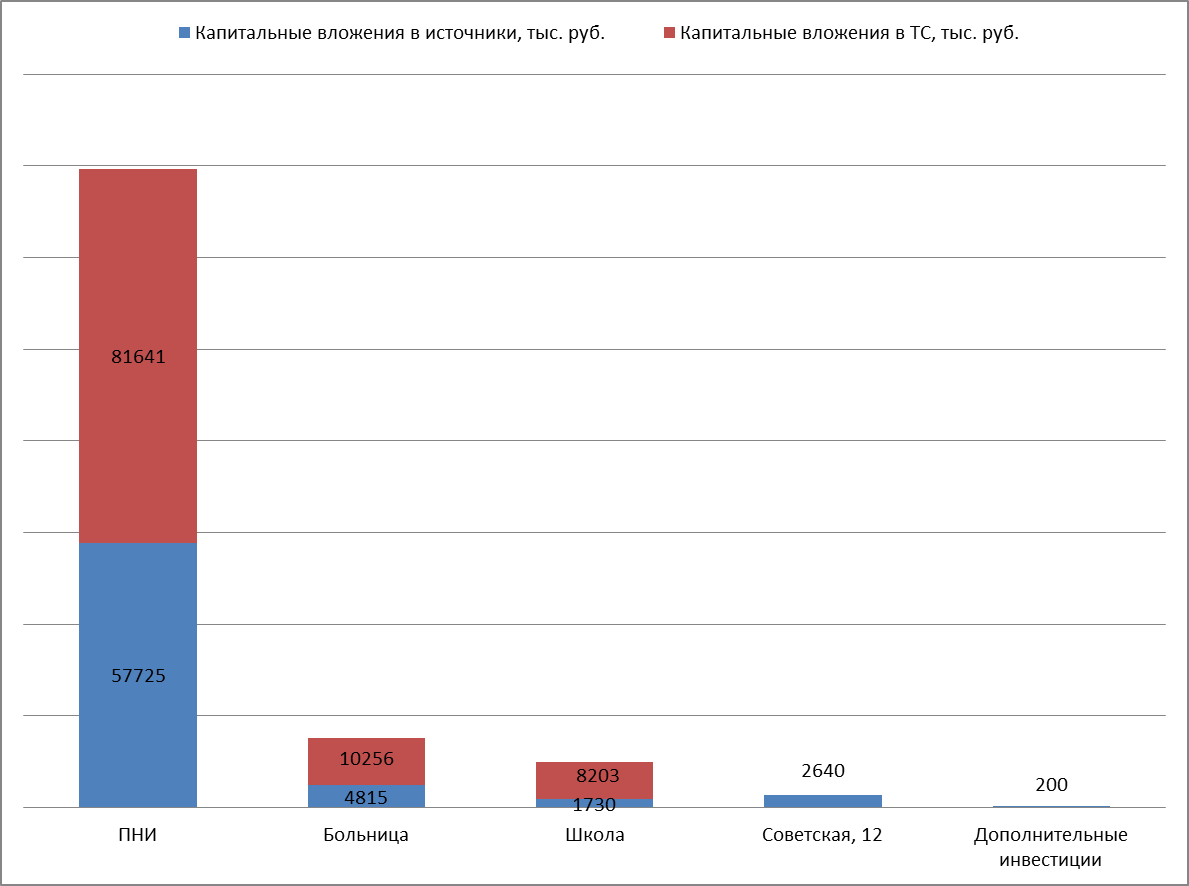 Капитальные вложения в источники, тыс. руб.
Капитальные вложения в ТС, тыс. руб.
81641
57725
10256
4815
8203
1730
2640
200
ПНИ
Больница
Школа
Советская, 12
Дополнительные
инвестиции